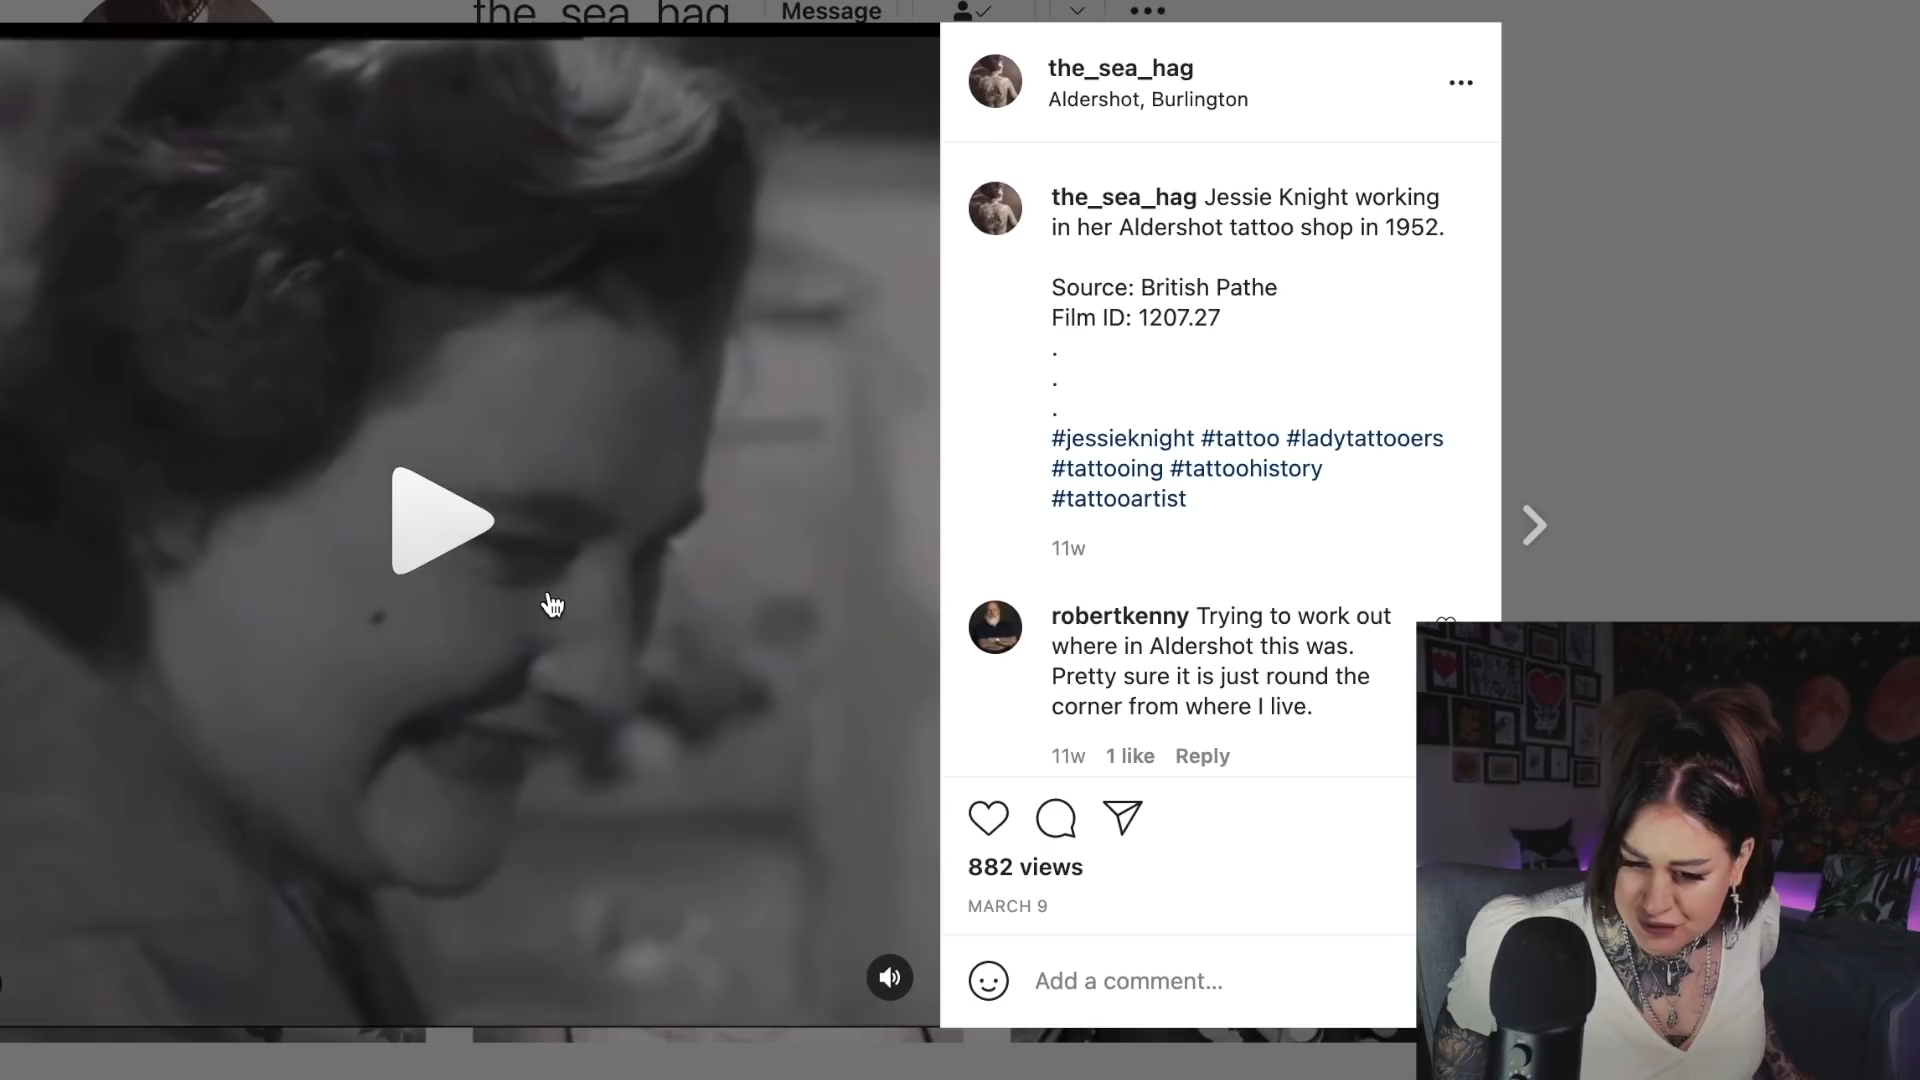 the_sea_hag Message
the_sea_hag
Aldershot, Burlington
the_sea_hag Jessie Knight working
in her Aldershot tattoo shop in 1952.
Source: British Pathe
Film ID: 1207.27
.
.
.
#jessieknight #tattoo #ladytattooers
#tattooing #tattoohistory
#tattooartist
11w
robertkenny Trying to work out
where in Aldershot this was.
Pretty sure it is just round the
corner from where I live.
11w 1 like Reply
882 views
MARCH 9
Add a comment...